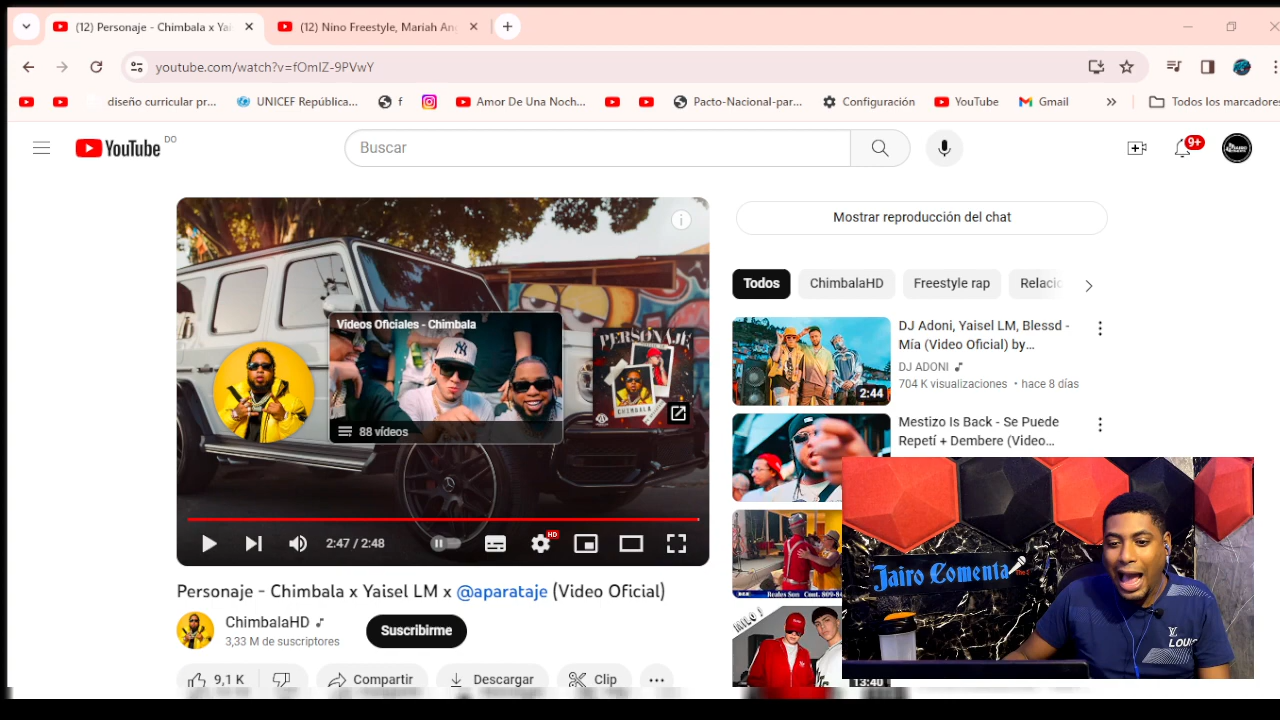 (12) Personaje - Chimbala x Yai
(12) Nino Freestyle, Mariah An
youtube.com/watch?v=fOmIZ-9PVwY
diseño curricular pr...
UNICEF República...
f
Amor De Una Noch...
Pacto-Nacional-par...
Configuración
YouTube
Gmail
Todos los marcadores
YouTube DO
Buscar
9+
Mostrar reproducción del chat
Todos
ChimbalaHD
Freestyle rap
Relacio
Videos Oficiales - Chimbala
88 vídeos
PERSONAJE
CHIMBALA
2:47 / 2:48
HD
Personaje - Chimbala x Yaisel LM x @aparataje (Video Oficial)
ChimbalaHD
3,33 M de suscriptores
Suscribirme
9,1 K
Compartir
Descargar
Clip
DJ Adoni, Yaisel LM, Blessd -
Mía (Video Oficial) by...
DJ ADONI
704 K visualizaciones • hace 8 días
2:44
Mestizo Is Back - Se Puede
Repetí + Dembere (Video...
13:40
Jairo Comenta
LOUIS